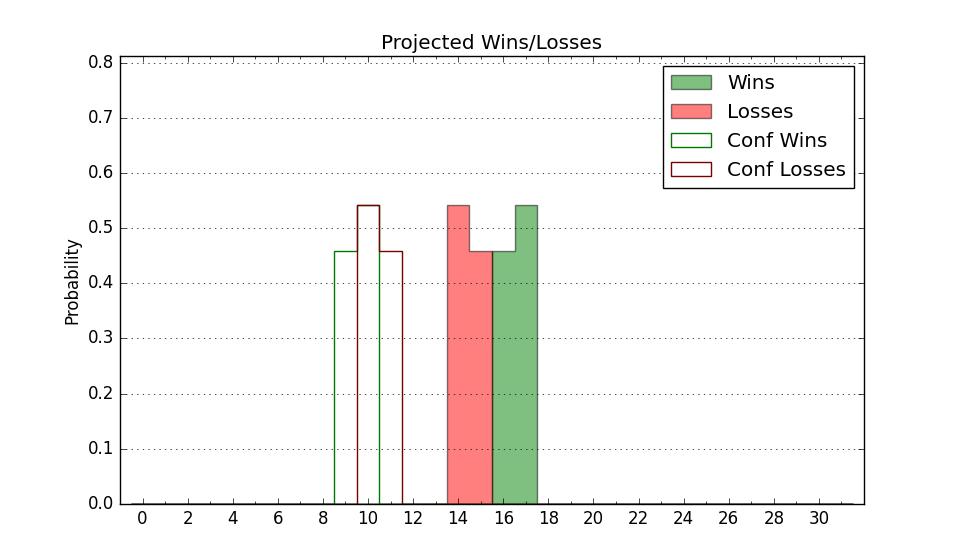 Projected Wins/Losses
0.8
0.7
0.6
0.5
0.4
0.3
0.2
0.1
0.0
Probability
Wins
Losses
Conf Wins
Conf Losses
0 2 4 6 8 10 12 14 16 18 20 22 24 26 28 30